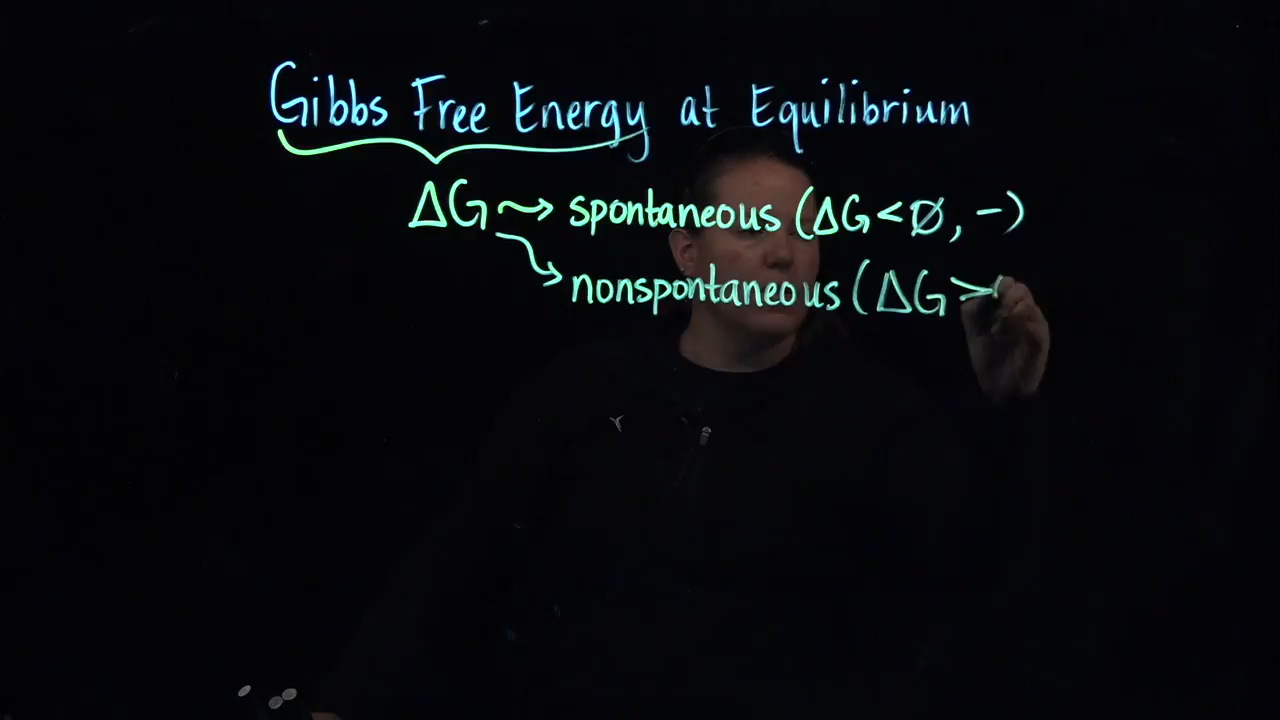 Gibbs Free Energy at Equilibrium
ΔG → spontaneous (ΔG < Ø, −)
→ nonspontaneous (ΔG >